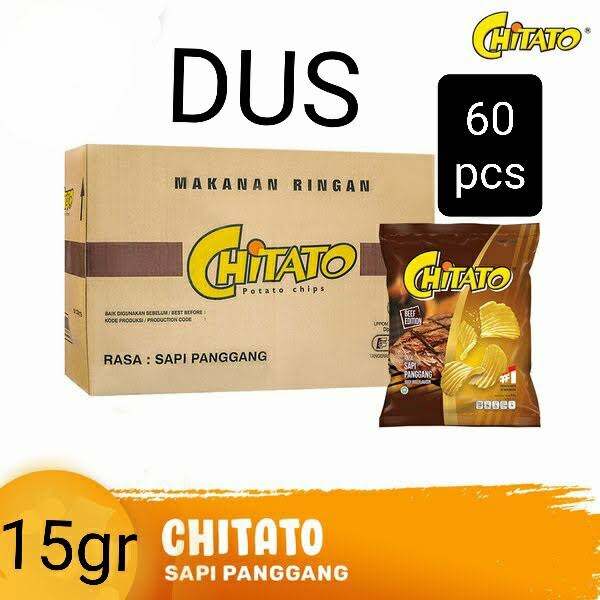 CHITATO
DUS
60
pcs
MAKANAN RINGAN
CHITATO
Potato chips
BAIK DIGUNAKAN SEBELUM / BEST BEFORE :
KODE PRODUKSI / PRODUCTION CODE :
RASA : SAPI PANGGANG
CHITATO
BEEF
EDITION
RASA
SAPI
PANGGANG
15gr
CHITATO
SAPI PANGGANG